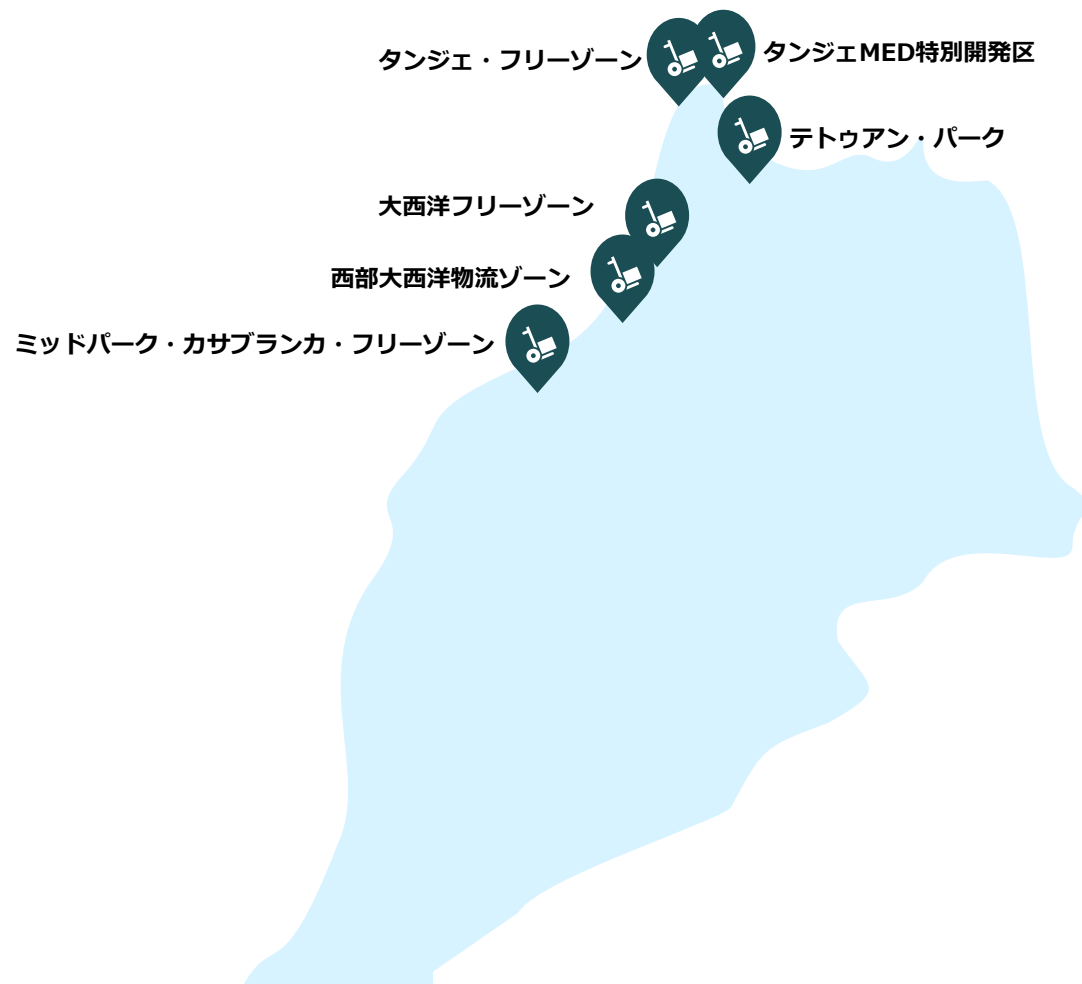 タンジェ・フリーゾーン
タンジェMED特別開発区
テトゥアン・パーク
大西洋フリーゾーン
西部大西洋物流ゾーン
ミッドパーク・カサブランカ・フリーゾーン